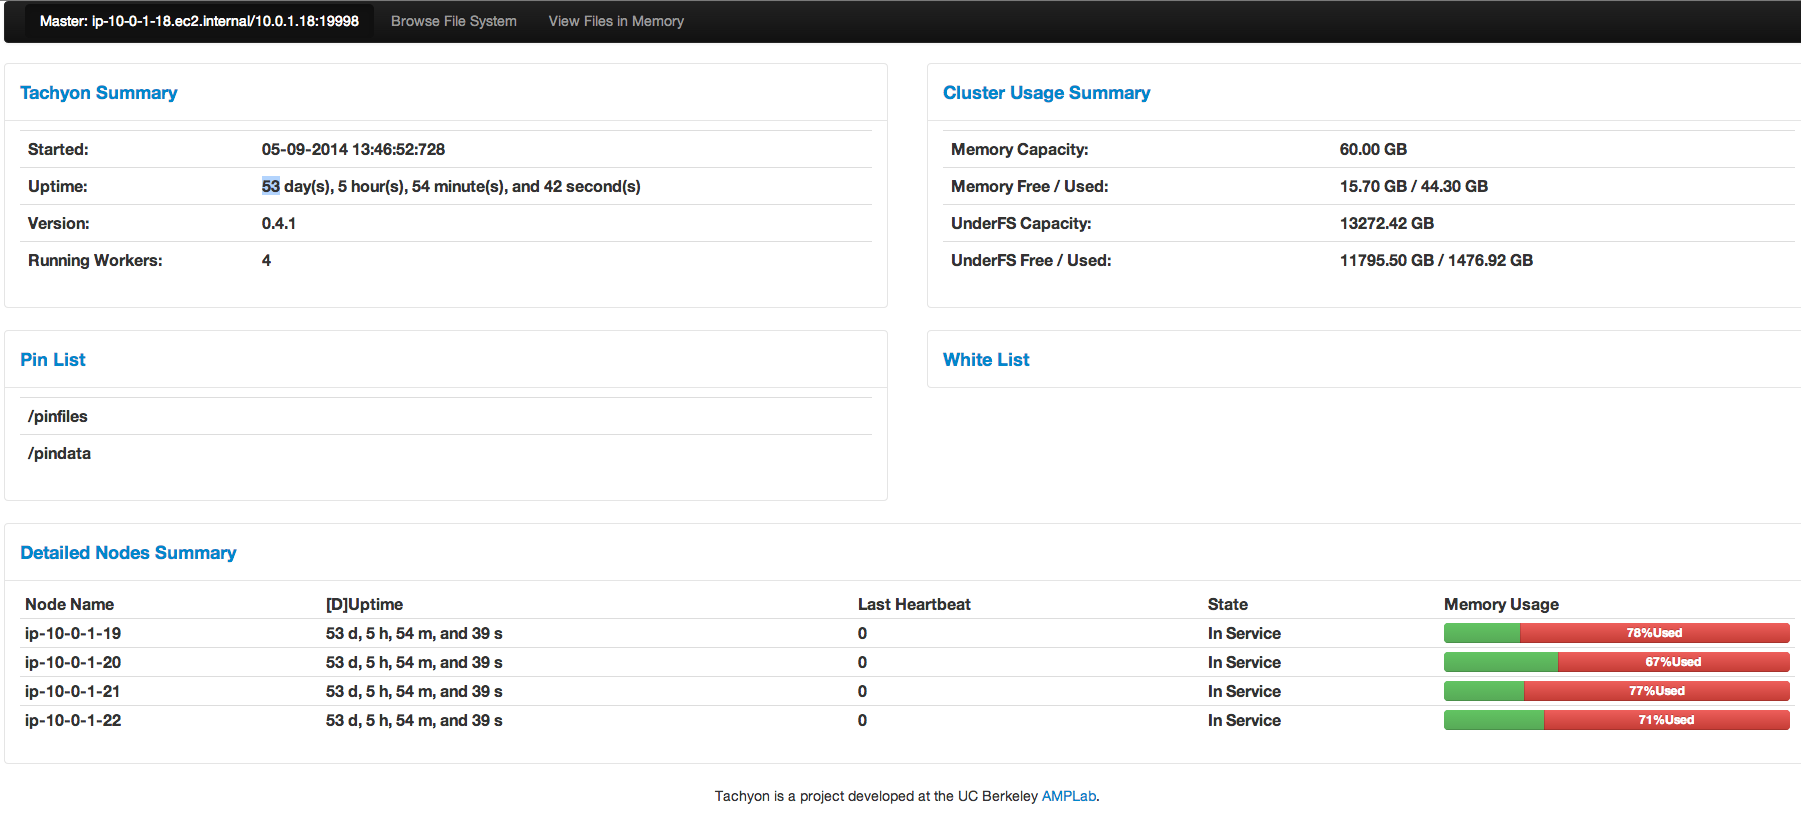 Master: ip-10-0-1-18.ec2.internal/10.0.1.18:19998 Browse File System View Files in Memory
Tachyon Summary
Started: 05-09-2014 13:46:52:728
Uptime: 53 day(s), 5 hour(s), 54 minute(s), and 42 second(s)
Version: 0.4.1
Running Workers: 4
Cluster Usage Summary
Memory Capacity: 60.00 GB
Memory Free / Used: 15.70 GB / 44.30 GB
UnderFS Capacity: 13272.42 GB
UnderFS Free / Used: 11795.50 GB / 1476.92 GB
Pin List
/pinfiles
/pindata
White List
Detailed Nodes Summary
Node Name [D]Uptime Last Heartbeat State Memory Usage
ip-10-0-1-19 53 d, 5 h, 54 m, and 39 s 0 In Service 78%Used
ip-10-0-1-20 53 d, 5 h, 54 m, and 39 s 0 In Service 67%Used
ip-10-0-1-21 53 d, 5 h, 54 m, and 39 s 0 In Service 77%Used
ip-10-0-1-22 53 d, 5 h, 54 m, and 39 s 0 In Service 71%Used
Tachyon is a project developed at the UC Berkeley AMPLab.